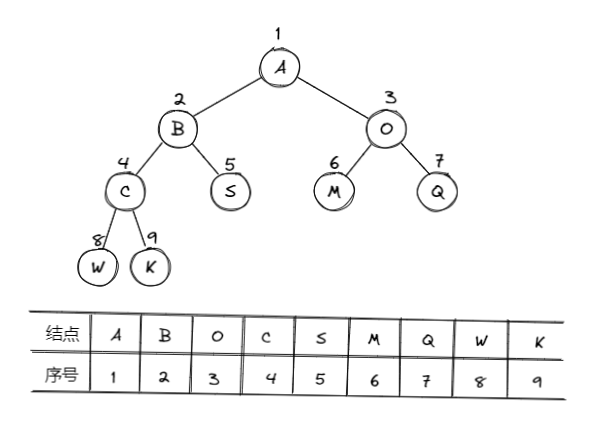 1
A
2
3
B
O
4
5
6
7
C
S
M
Q
8
9
W
K
结点 A B O C S M Q W K
序号 1 2 3 4 5 6 7 8 9